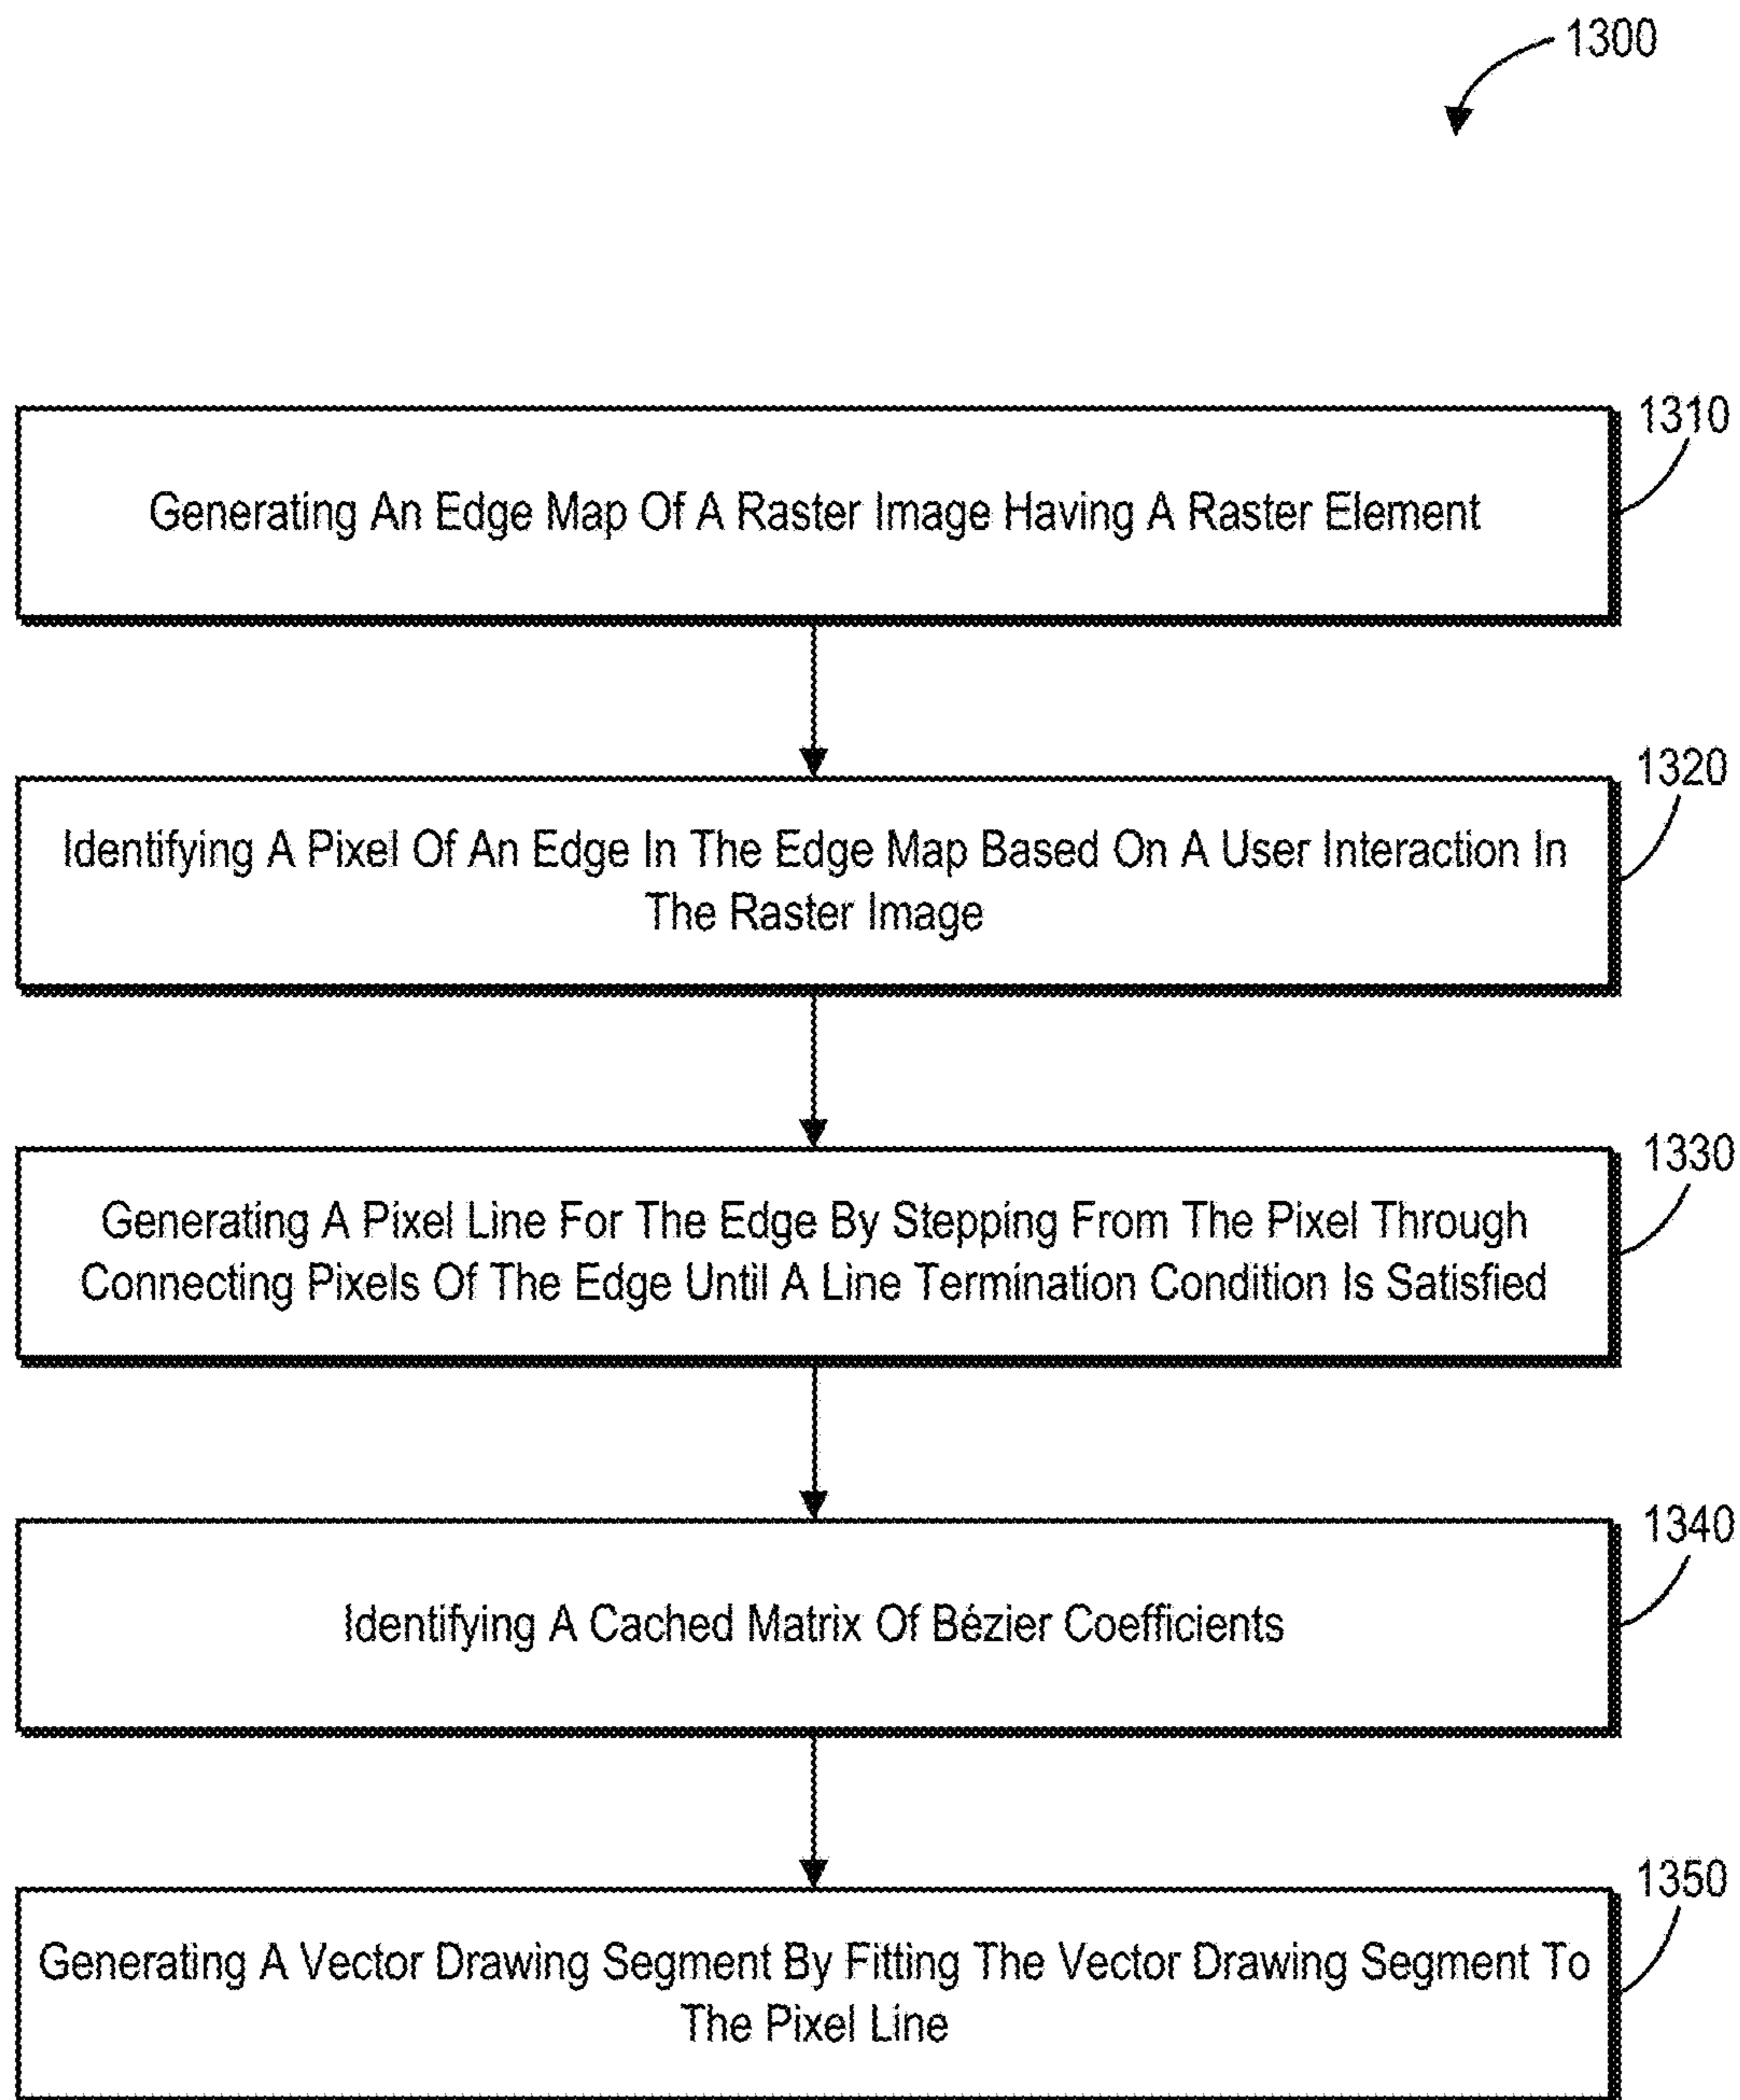 1300
1310
Generating An Edge Map Of A Raster Image Having A Raster Element
1320
Identifying A Pixel Of An Edge In The Edge Map Based On A User Interaction In
The Raster Image
1330
Generating A Pixel Line For The Edge By Stepping From The Pixel Through
Connecting Pixels Of The Edge Until A Line Termination Condition Is Satisfied
1340
Identifying A Cached Matrix Of Bézier Coefficients
1350
Generating A Vector Drawing Segment By Fitting The Vector Drawing Segment To
The Pixel Line